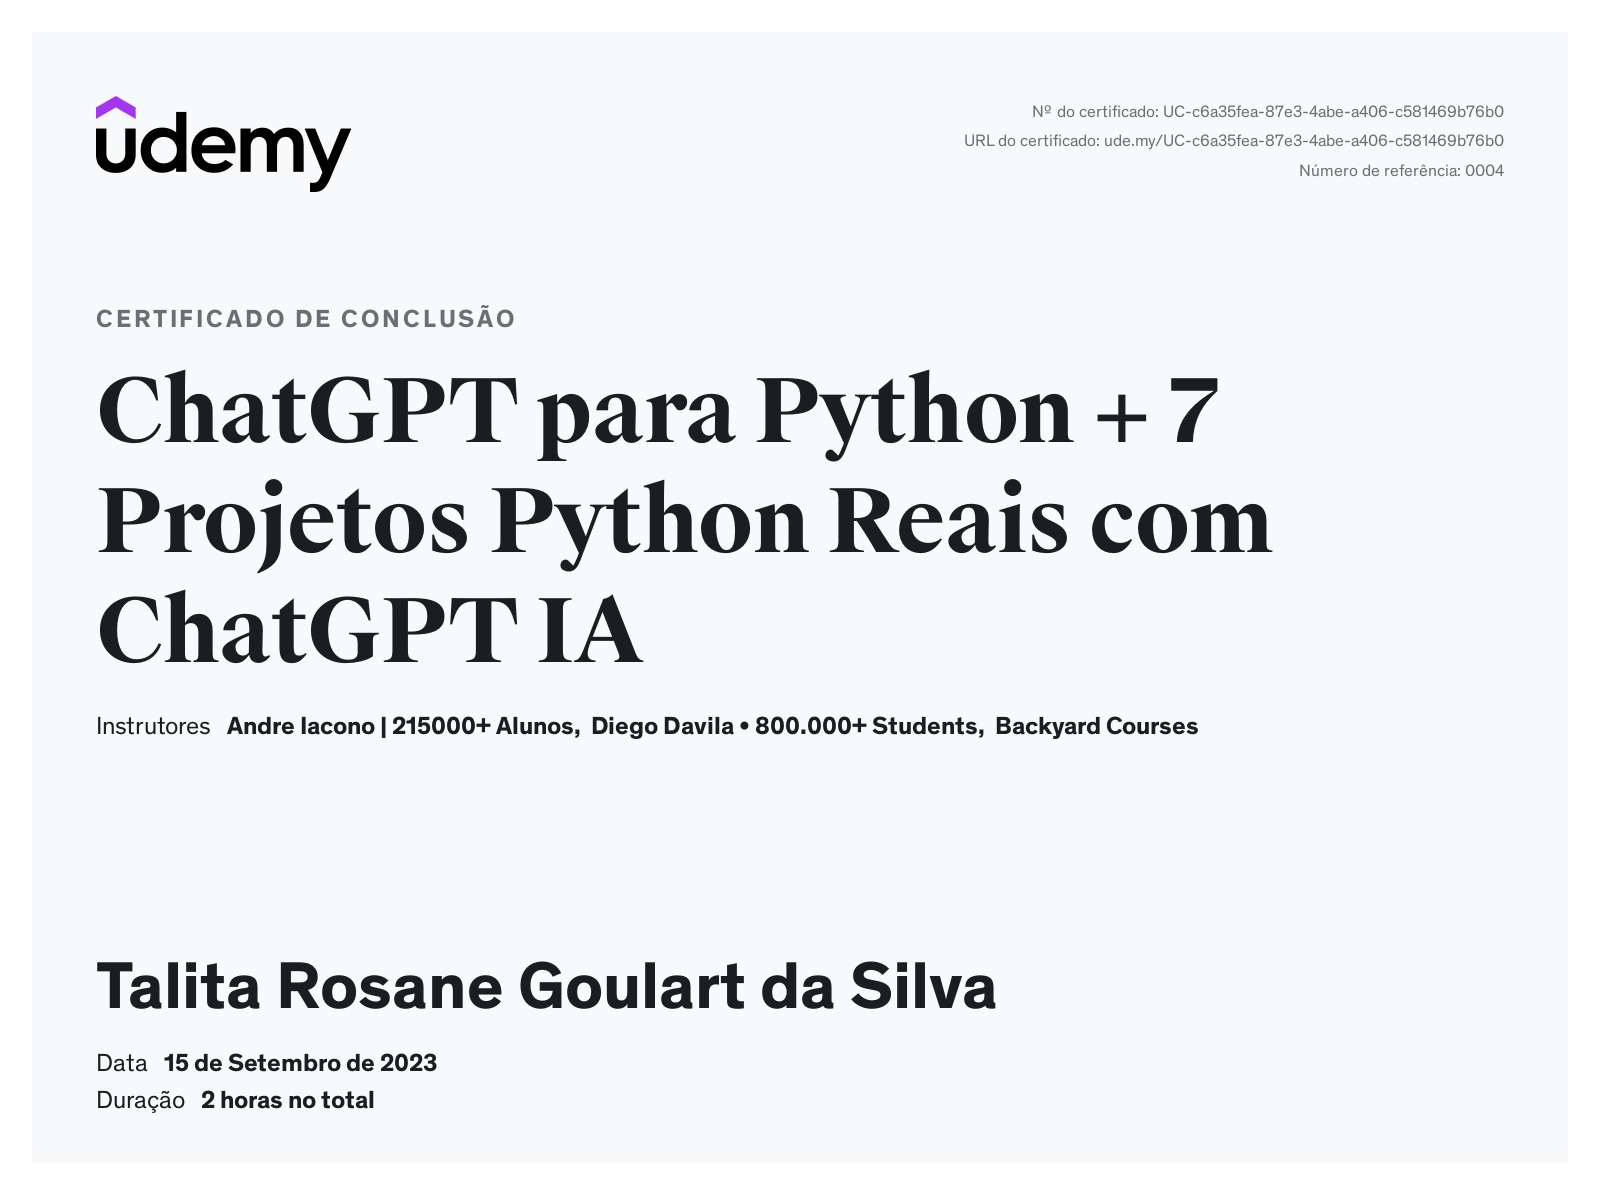 udemy
Nº do certificado: UC-c6a35fea-87e3-4abe-a406-c581469b76b0
URL do certificado: ude.my/UC-c6a35fea-87e3-4abe-a406-c581469b76b0
Número de referência: 0004
CERTIFICADO DE CONCLUSÃO
ChatGPT para Python + 7
Projetos Python Reais com
ChatGPT IA
Instrutores Andre Iacono | 215000+ Alunos, Diego Davila • 800.000+ Students, Backyard Courses
Talita Rosane Goulart da Silva
Data 15 de Setembro de 2023
Duração 2 horas no total